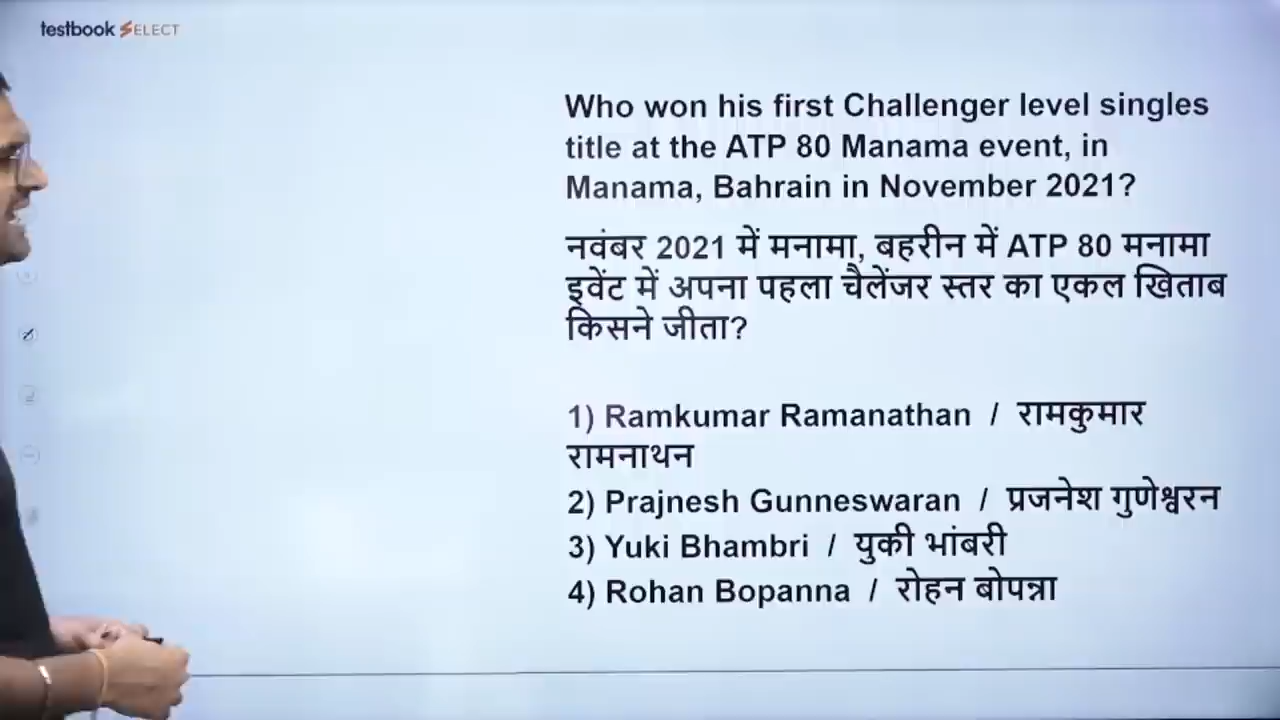 testbook SELECT
Who won his first Challenger level singles
title at the ATP 80 Manama event, in
Manama, Bahrain in November 2021?
नवंबर 2021 में मनामा, बहरीन में ATP 80 मनामा
इवेंट में अपना पहला चैलेंजर स्तर का एकल खिताब
किसने जीता?
1) Ramkumar Ramanathan / रामकुमार
रामनाथन
2) Prajnesh Gunneswaran / प्रजनेश गुणेश्वरन
3) Yuki Bhambri / युकी भांबरी
4) Rohan Bopanna / रोहन बोपन्ना